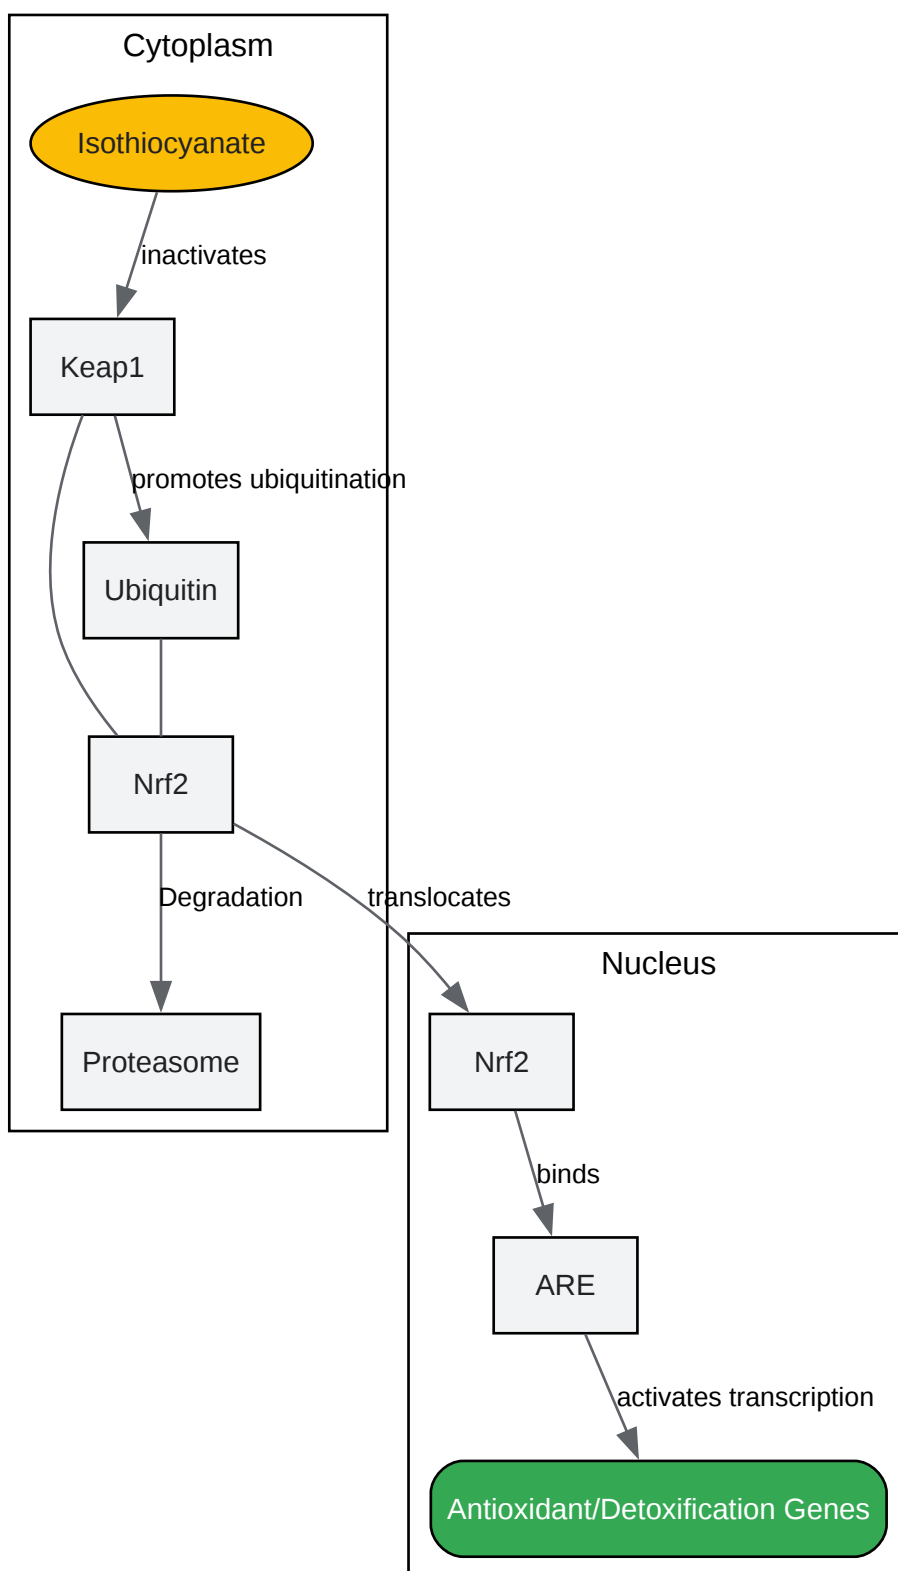 Cytoplasm
Isothiocyanate
inactivates
Keap1
promotes ubiquitination
Ubiquitin
Nrf2
Degradation
translocates
Nucleus
Proteasome
Nrf2
binds
ARE
activates transcription
Antioxidant/Detoxification Genes